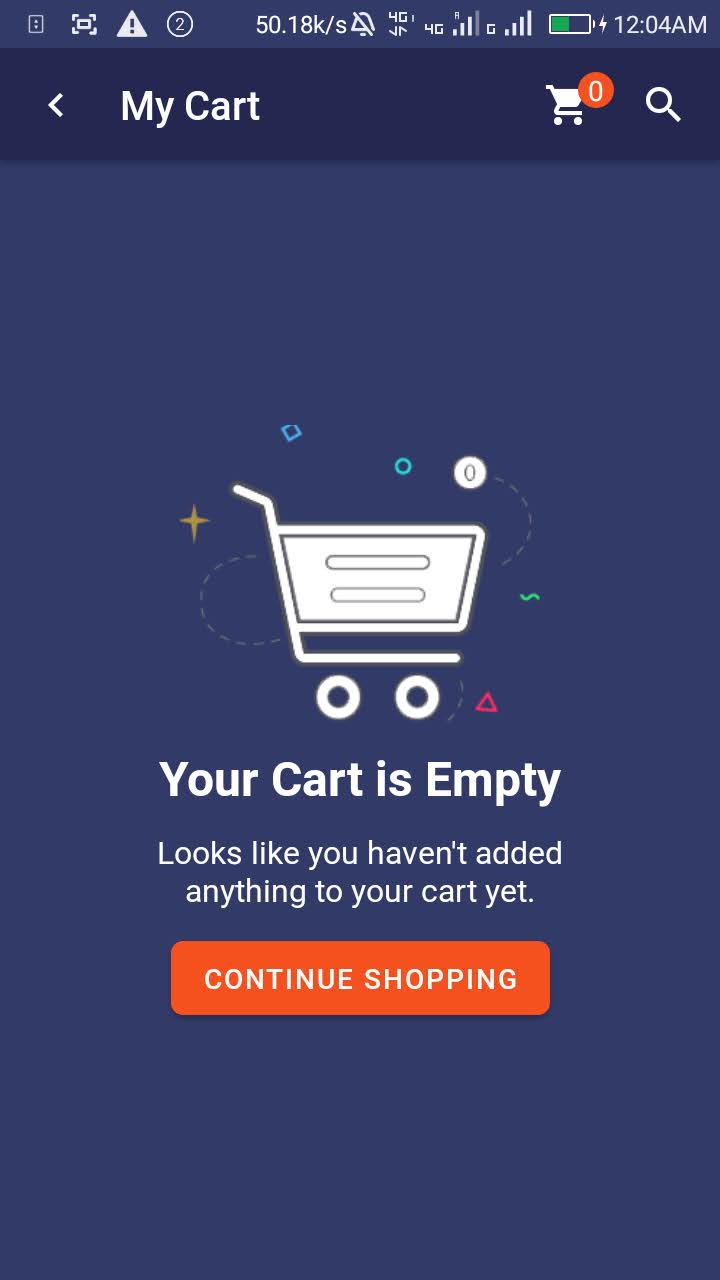 2 50.18k/s 4G 4G R G 12:04AM
My Cart 0
0
Your Cart is Empty
Looks like you haven't added
anything to your cart yet.
CONTINUE SHOPPING